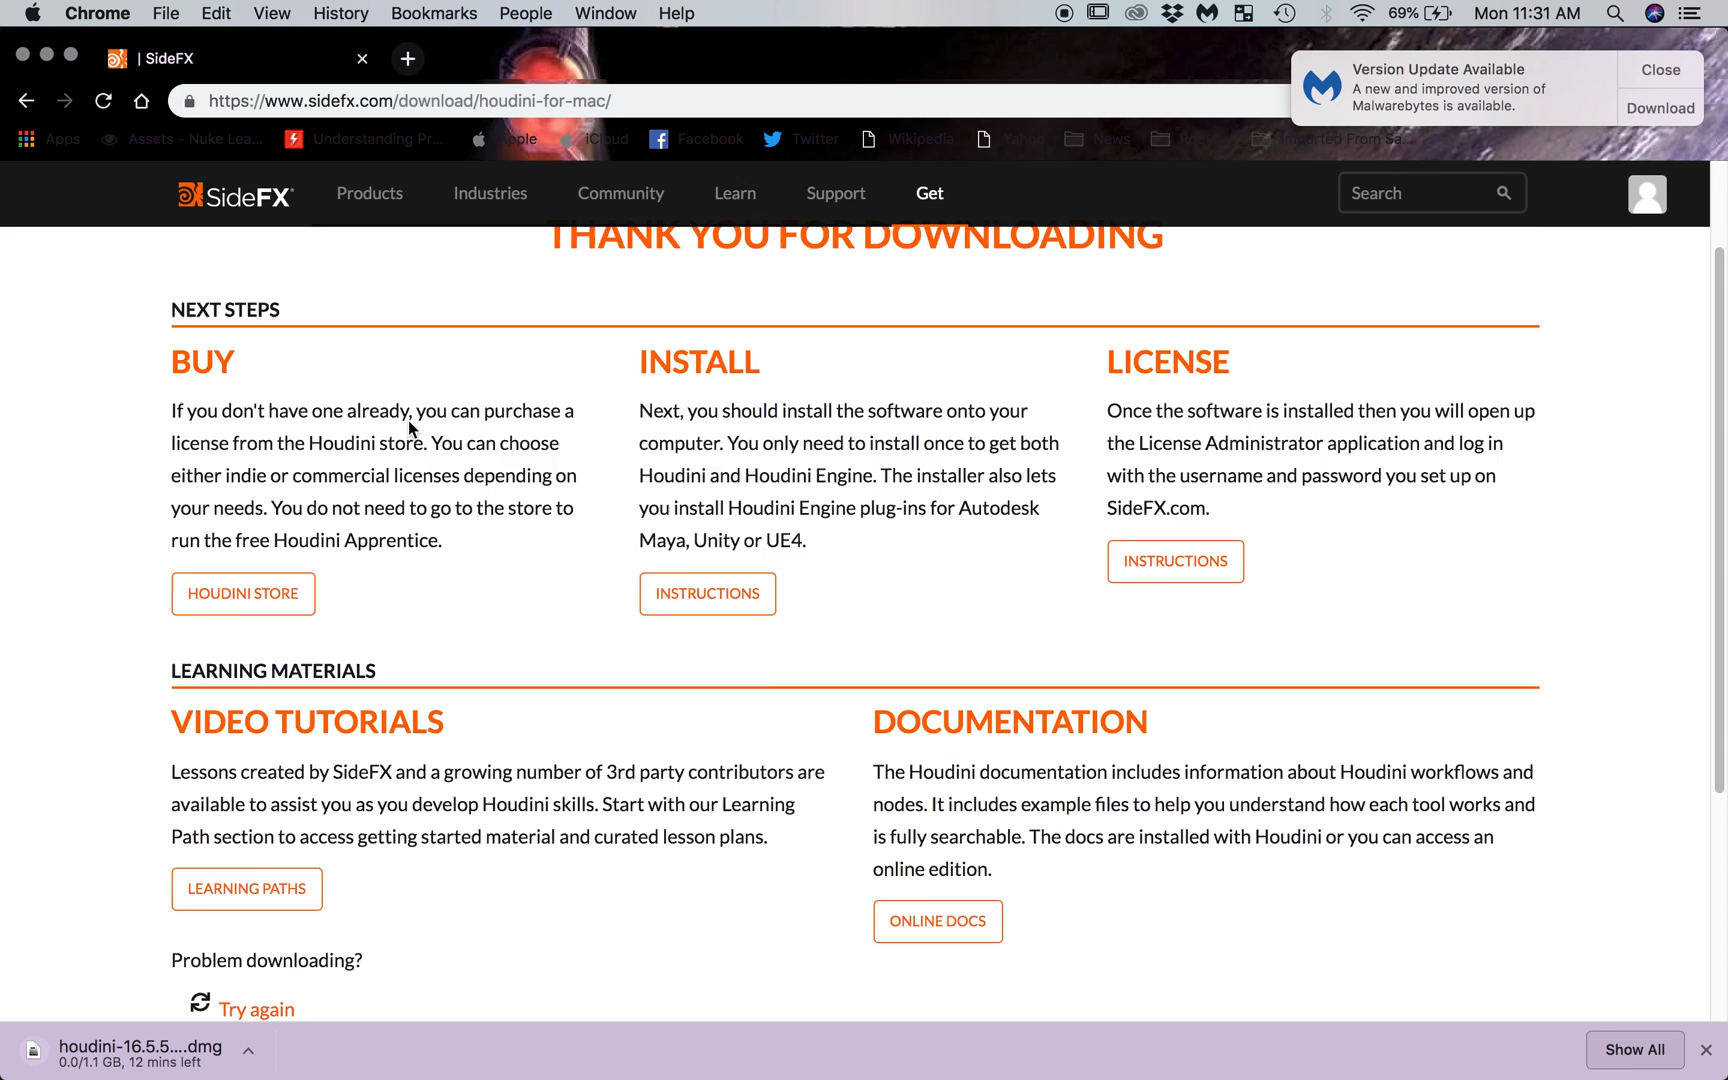 Chrome File Edit View History Bookmarks People Window Help 69% Mon 11:31 AM
| SideFX
Version Update Available
A new and improved version of
Malwarebytes is available.
Close
Download
https://www.sidefx.com/download/houdini-for-mac/
Apps Assets - Nuke Lea... Understanding Pr... Apple iCloud Facebook Twitter Wikipedia Yahoo News Imported From Sa...
SideFX Products Industries Community Learn Support Get Search
THANK YOU FOR DOWNLOADING
NEXT STEPS
BUY
If you don't have one already, you can purchase a
license from the Houdini store. You can choose
either indie or commercial licenses depending on
your needs. You do not need to go to the store to
run the free Houdini Apprentice.
HOUDINI STORE
INSTALL
Next, you should install the software onto your
computer. You only need to install once to get both
Houdini and Houdini Engine. The installer also lets
you install Houdini Engine plug-ins for Autodesk
Maya, Unity or UE4.
INSTRUCTIONS
LICENSE
Once the software is installed then you will open up
the License Administrator application and log in
with the username and password you set up on
SideFX.com.
INSTRUCTIONS
LEARNING MATERIALS
VIDEO TUTORIALS
Lessons created by SideFX and a growing number of 3rd party contributors are
available to assist you as you develop Houdini skills. Start with our Learning
Path section to access getting started material and curated lesson plans.
LEARNING PATHS
DOCUMENTATION
The Houdini documentation includes information about Houdini workflows and
nodes. It includes example files to help you understand how each tool works and
is fully searchable. The docs are installed with Houdini or you can access an
online edition.
ONLINE DOCS
Problem downloading?
Try again
houdini-16.5.5....dmg
0.0/1.1 GB, 12 mins left
Show All